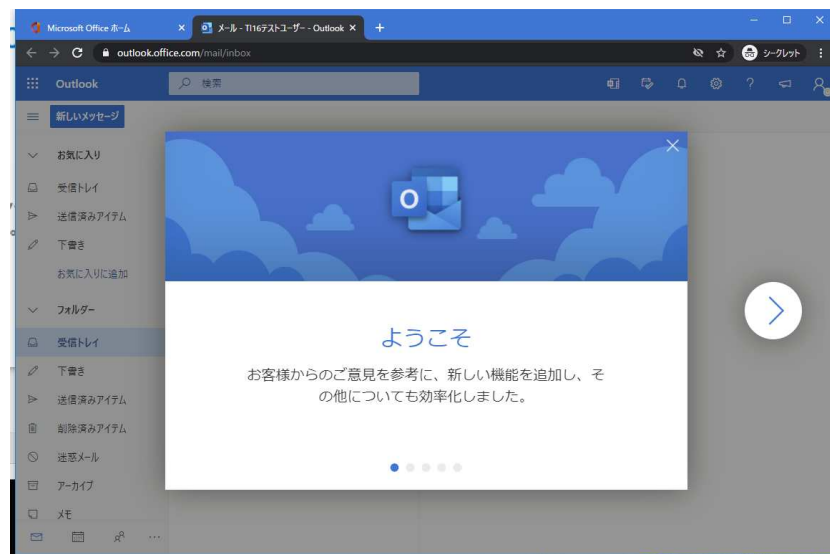 Microsoft Office ホーム
メール - TI16テストユーザー - Outlook
outlook.office.com/mail/inbox
シークレット
Outlook
検索
新しいメッセージ
お気に入り
受信トレイ
送信済みアイテム
下書き
お気に入りに追加
フォルダー
受信トレイ
下書き
送信済みアイテム
削除済みアイテム
迷惑メール
アーカイブ
メモ
ようこそ
お客様からのご意見を参考に、新しい機能を追加し、そ
の他についても効率化しました。